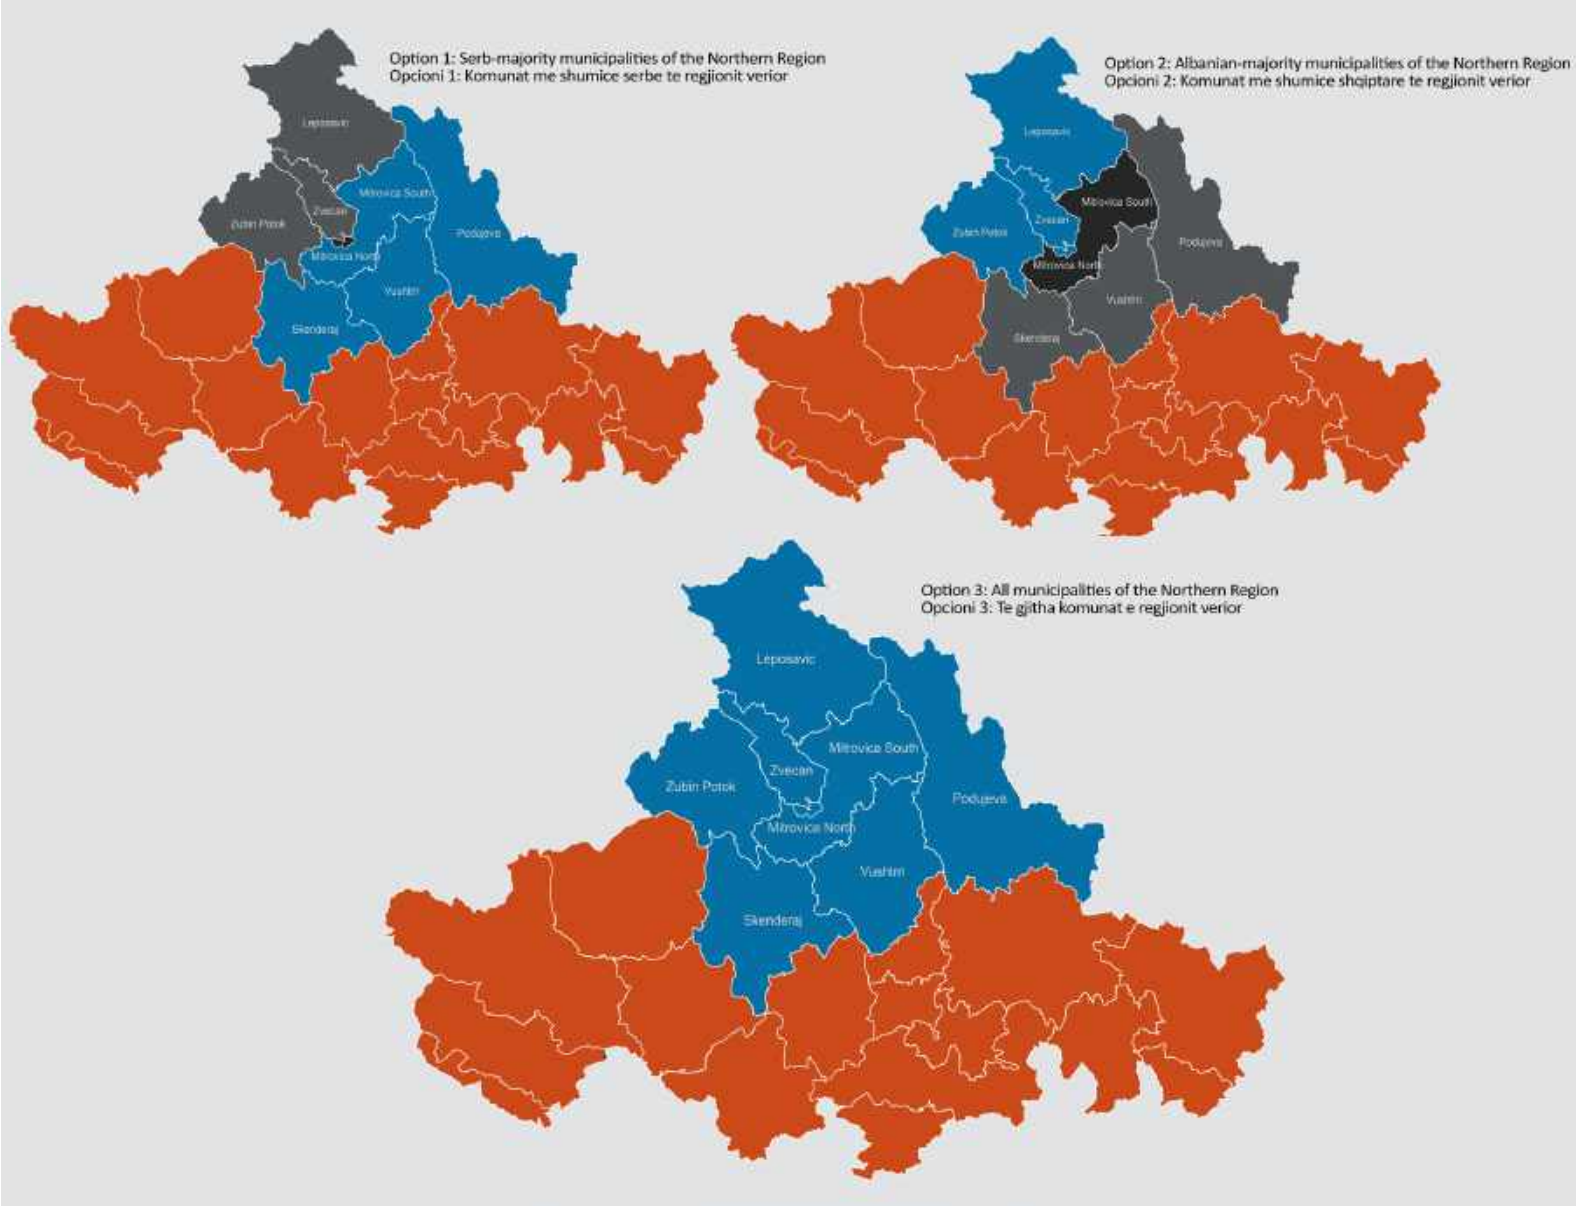 Option 1: Serb-majority municipalities of the Northern Region
Opcioni 1: Komunat me shumice serbe te regjionit verior
Leposavic
Mitrovica South
Zvecan
Zubin Potok
Podujeva
Mitrovica North
Vushtrri
Skenderaj
Option 2: Albanian-majority municipalities of the Northern Region
Opcioni 2: Komunat me shumice shqiptare te regjionit verior
Leposavic
Mitrovica South
Zvecan
Zubin Potok
Podujeva
Mitrovica North
Vushtrri
Skenderaj
Option 3: All municipalities of the Northern Region
Opcioni 3: Te gjitha komunat e regjionit verior
Leposavic
Mitrovica South
Zvecan
Zubin Potok
Podujeva
Mitrovica North
Vushtrri
Skenderaj